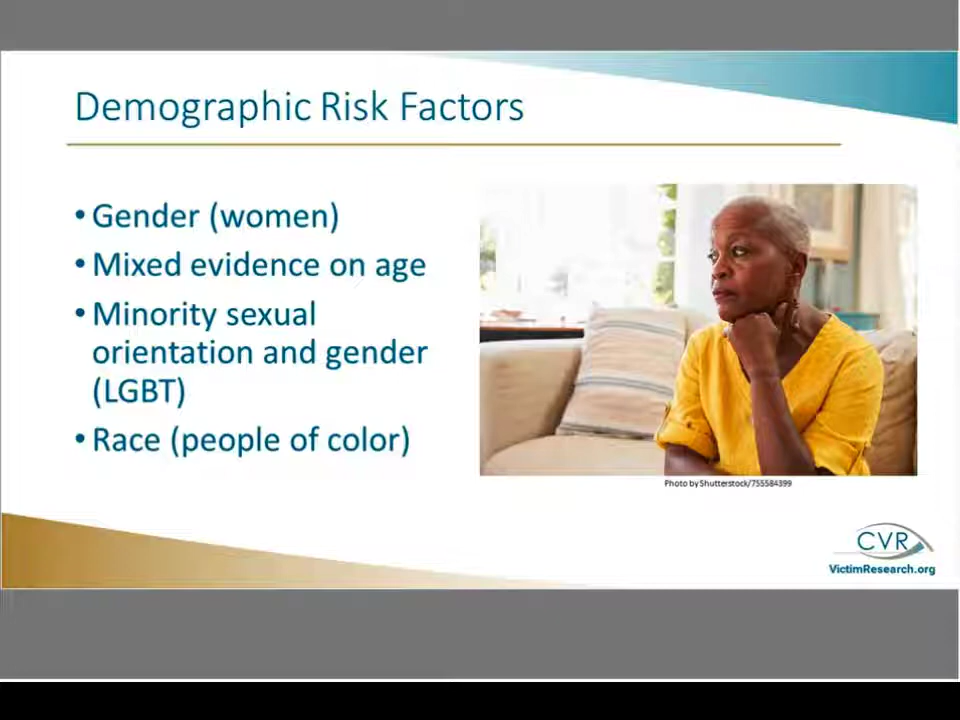 Demographic Risk Factors
• Gender (women)
• Mixed evidence on age
• Minority sexual
orientation and gender
(LGBT)
• Race (people of color)
Photo by Shutterstock/755584399
CVR
VictimResearch.org